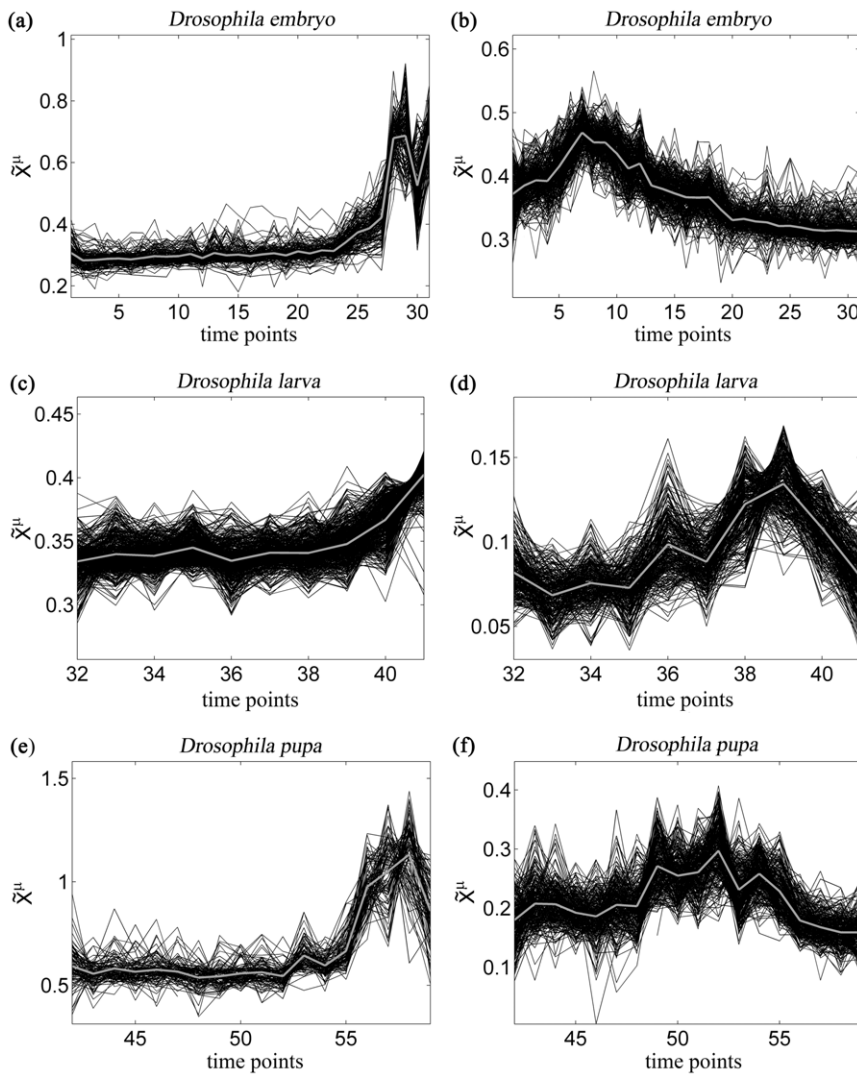 (a) Drosophila embryo
1
0.8
0.6
0.4
0.2
X̃^μ
5 10 15 20 25 30
time points
(b) Drosophila embryo
0.6
0.5
0.4
0.3
X̃^μ
5 10 15 20 25 30
time points
(c) Drosophila larva
0.45
0.4
0.35
0.3
X̃^μ
32 34 36 38 40
time points
(d) Drosophila larva
0.15
0.1
0.05
X̃^μ
32 34 36 38 40
time points
(e) Drosophila pupa
1.5
1
0.5
X̃^μ
45 50 55
time points
(f) Drosophila pupa
0.4
0.3
0.2
0.1
X̃^μ
45 50 55
time points